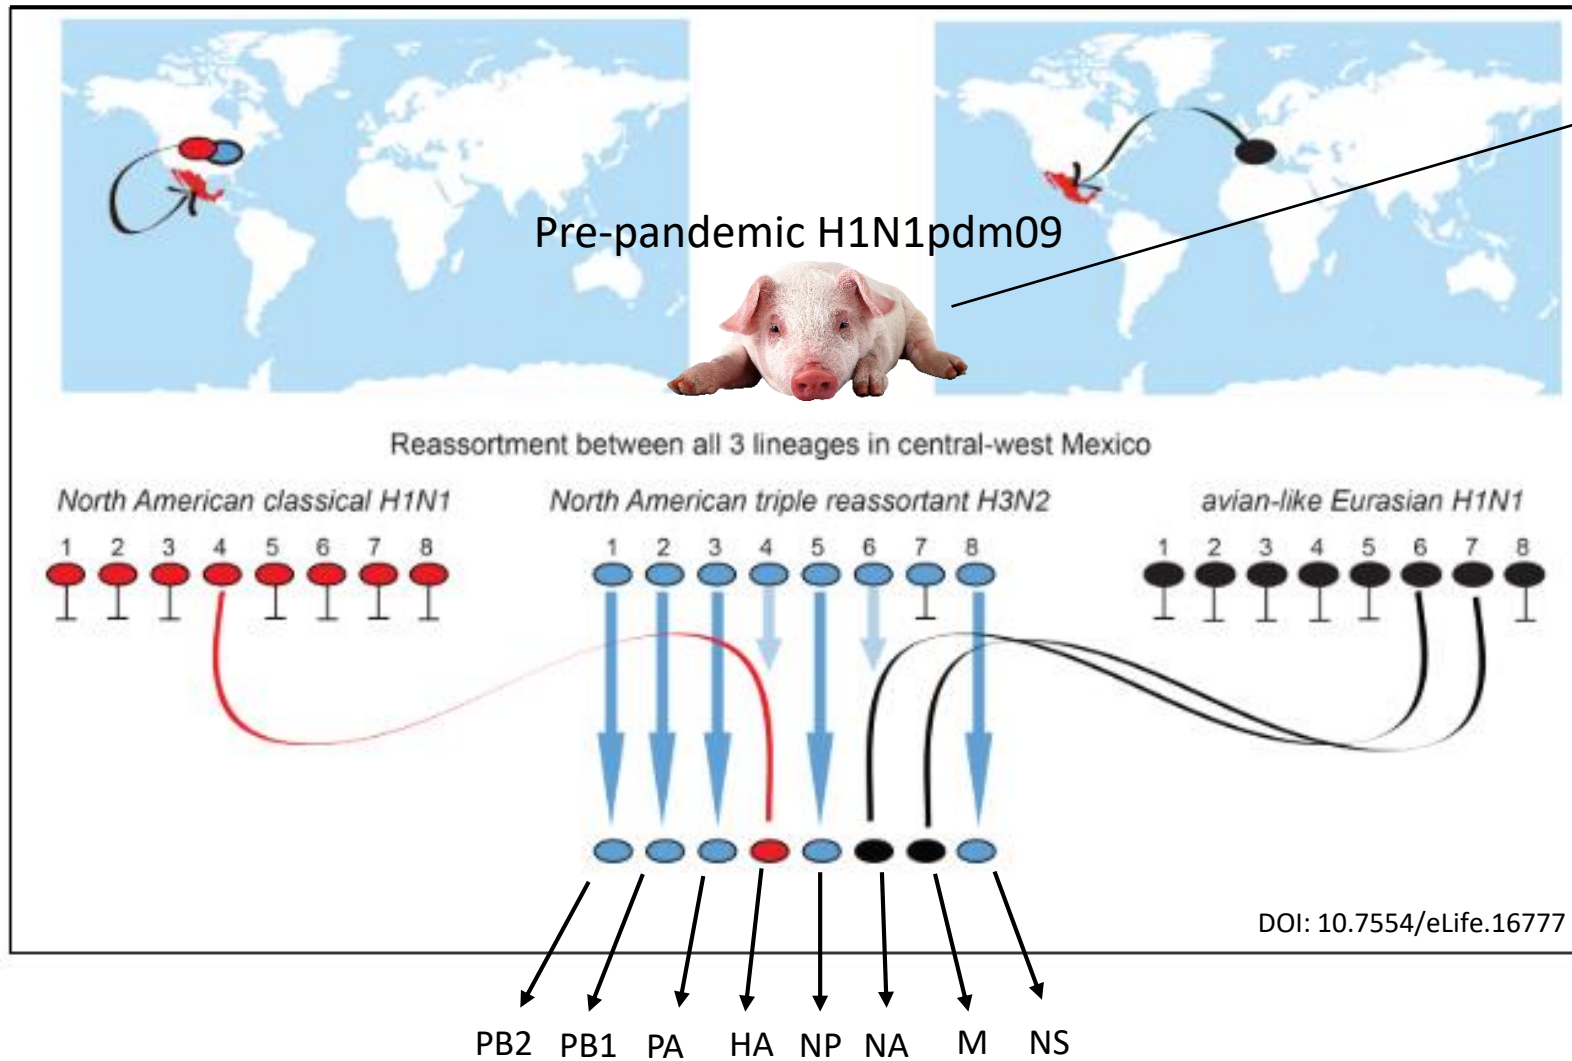 Pre-pandemic H1N1pdm09
Reassortment between all 3 lineages in central-west Mexico
North American classical H1N1
North American triple reassortant H3N2
avian-like Eurasian H1N1
1 2 3 4 5 6 7 8
1 2 3 4 5 6 7 8
1 2 3 4 5 6 7 8
DOI: 10.7554/eLife.16777
PB2 PB1 PA HA NP NA M NS